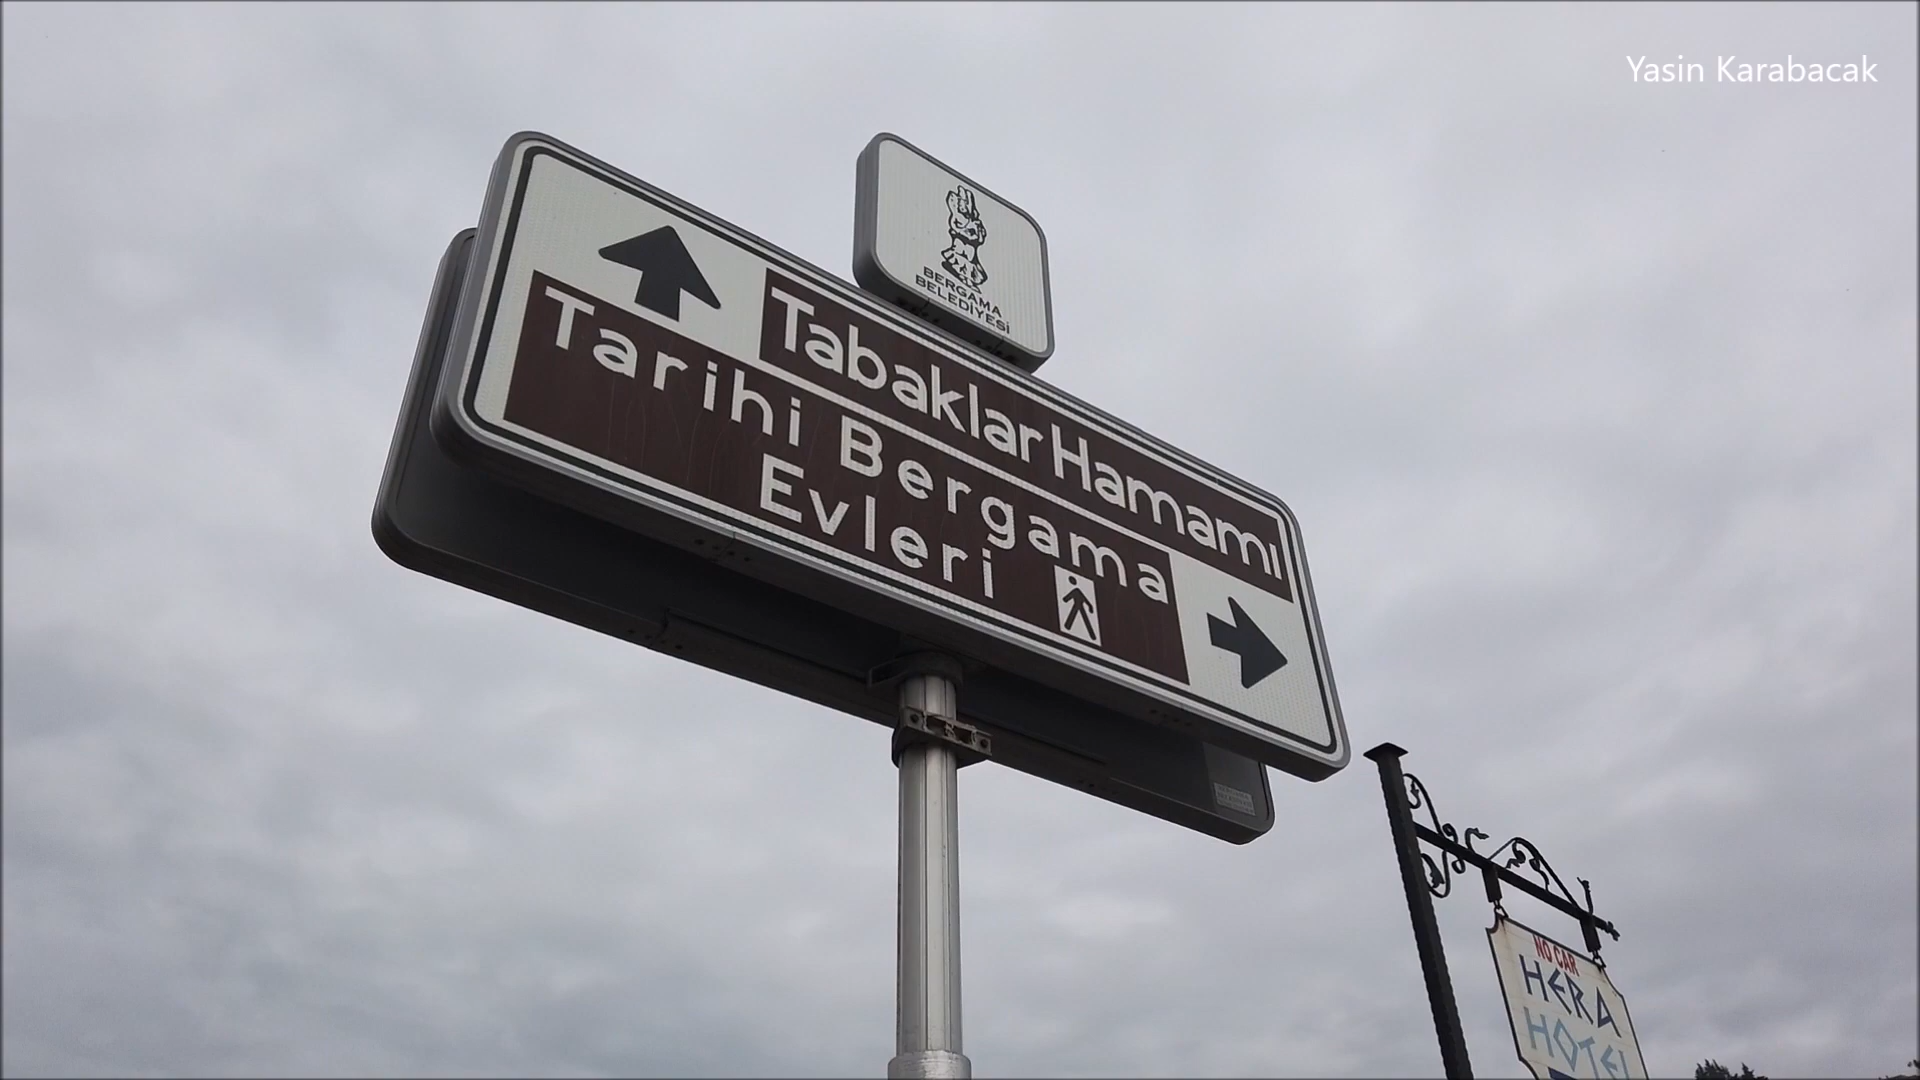 Yasin Karabacak
BERGAMA
BELEDİYESİ
Tabaklar Hamamı
Tarihi Bergama
Evleri
NO CAR
HERA
HOTEL